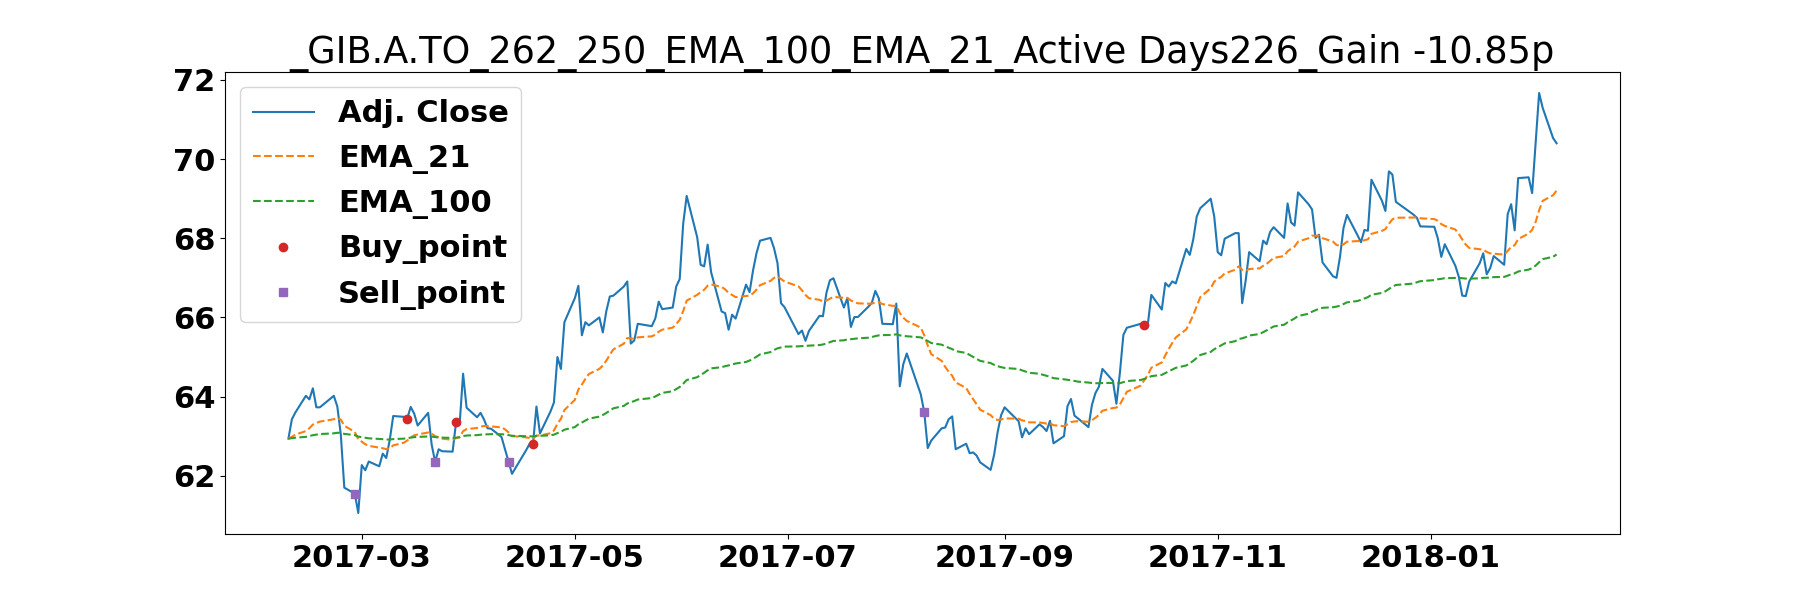 _GIB.A.TO_262_250_EMA_100_EMA_21_Active Days226_Gain -10.85p
72
70
68
66
64
62
Adj. Close
EMA_21
EMA_100
Buy_point
Sell_point
2017-03 2017-05 2017-07 2017-09 2017-11 2018-01